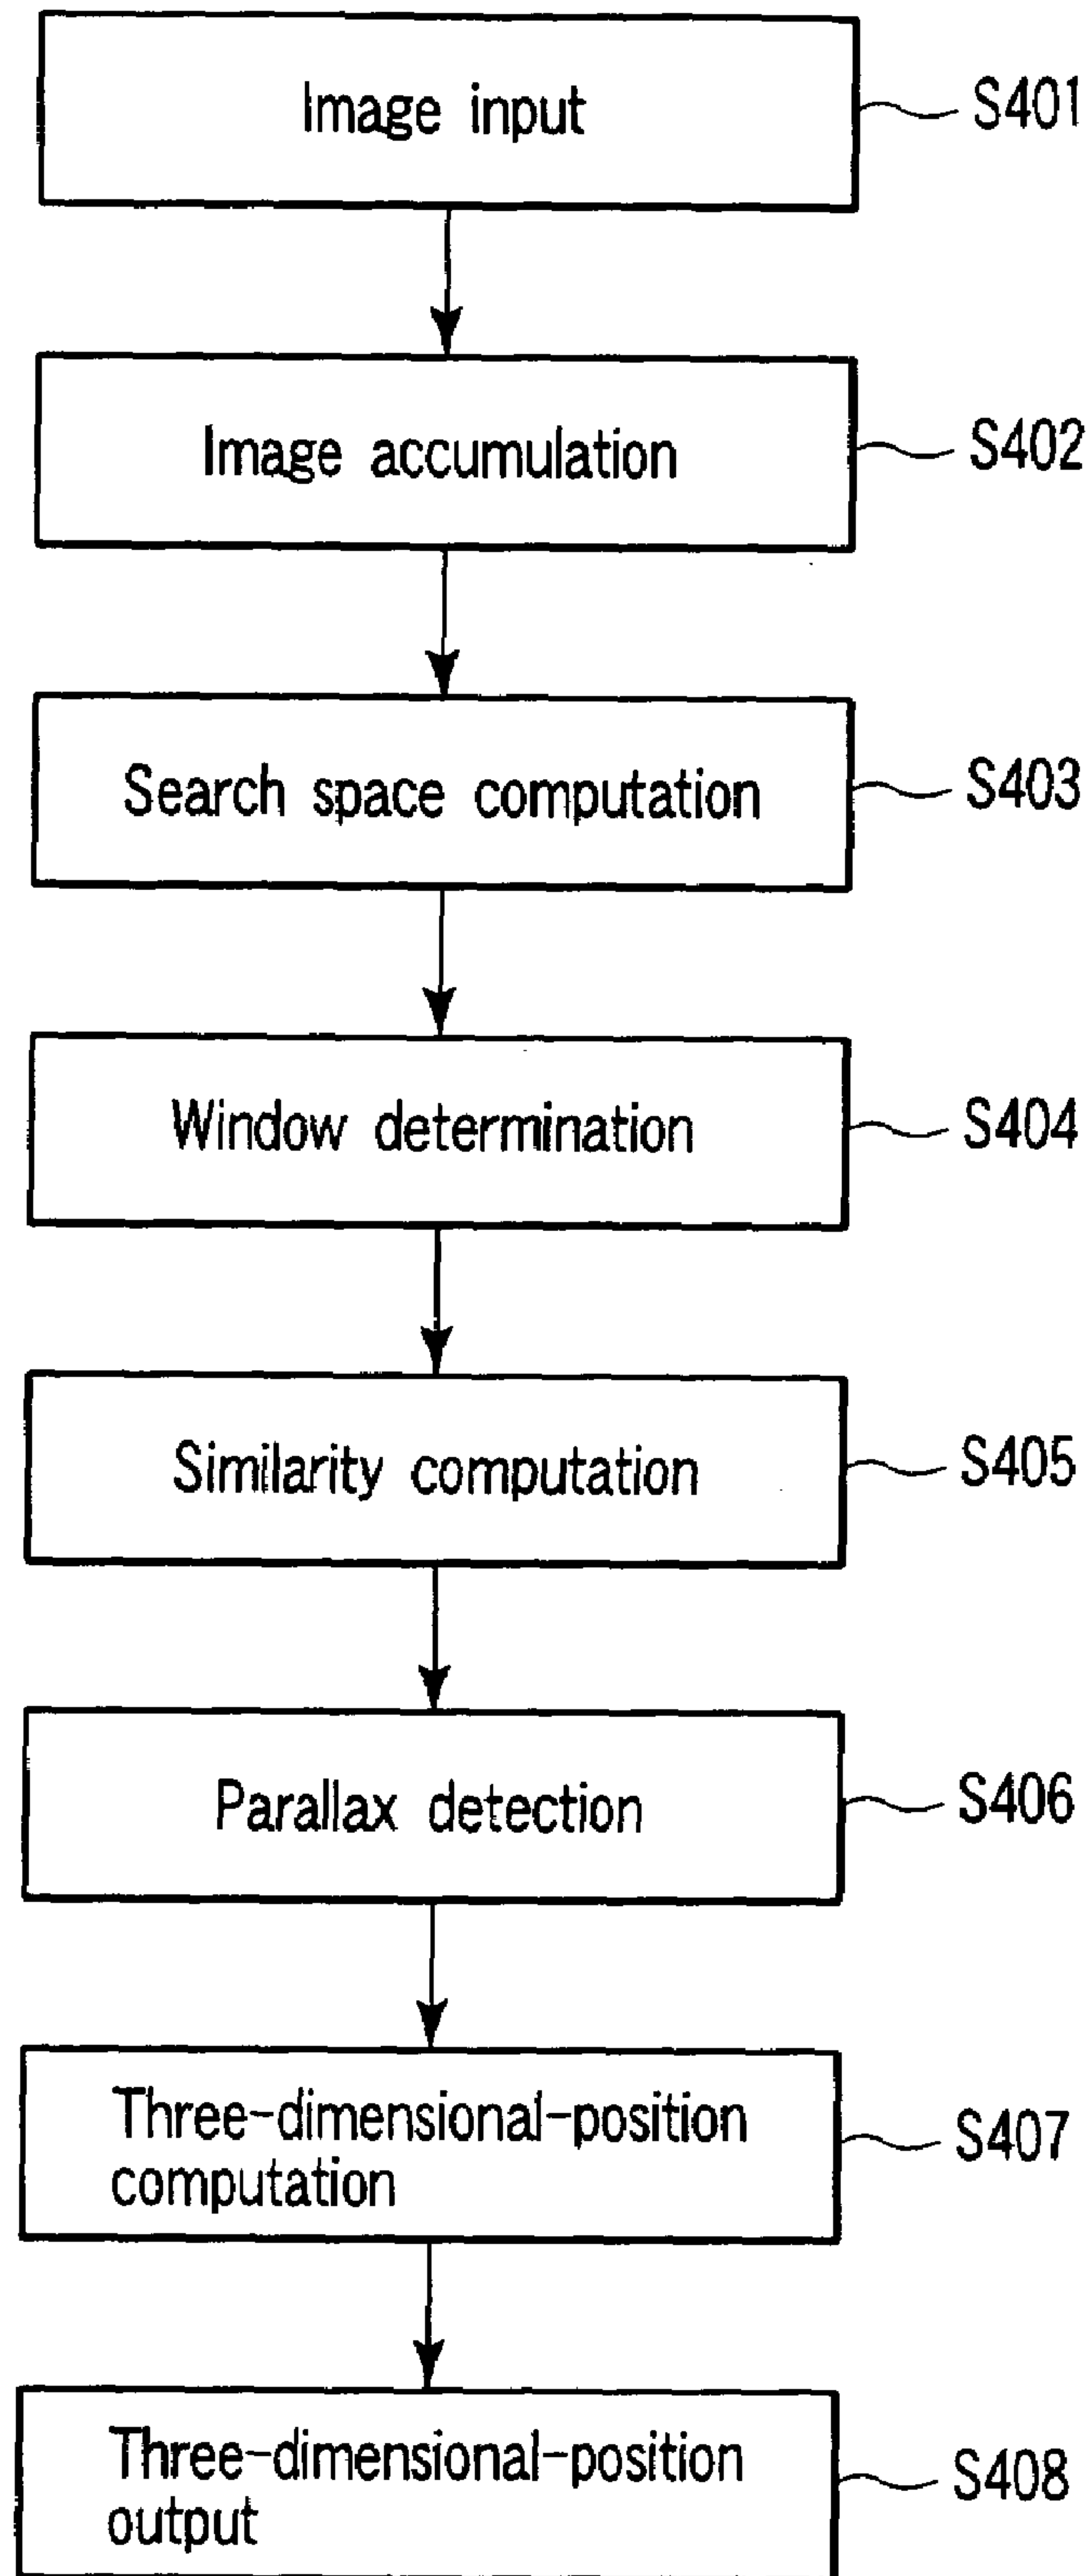 Image input
S401
Image accumulation
S402
Search space computation
S403
Window determination
S404
Similarity computation
S405
Parallax detection
S406
Three-dimensional-position
computation
S407
Three-dimensional-position
output
S408